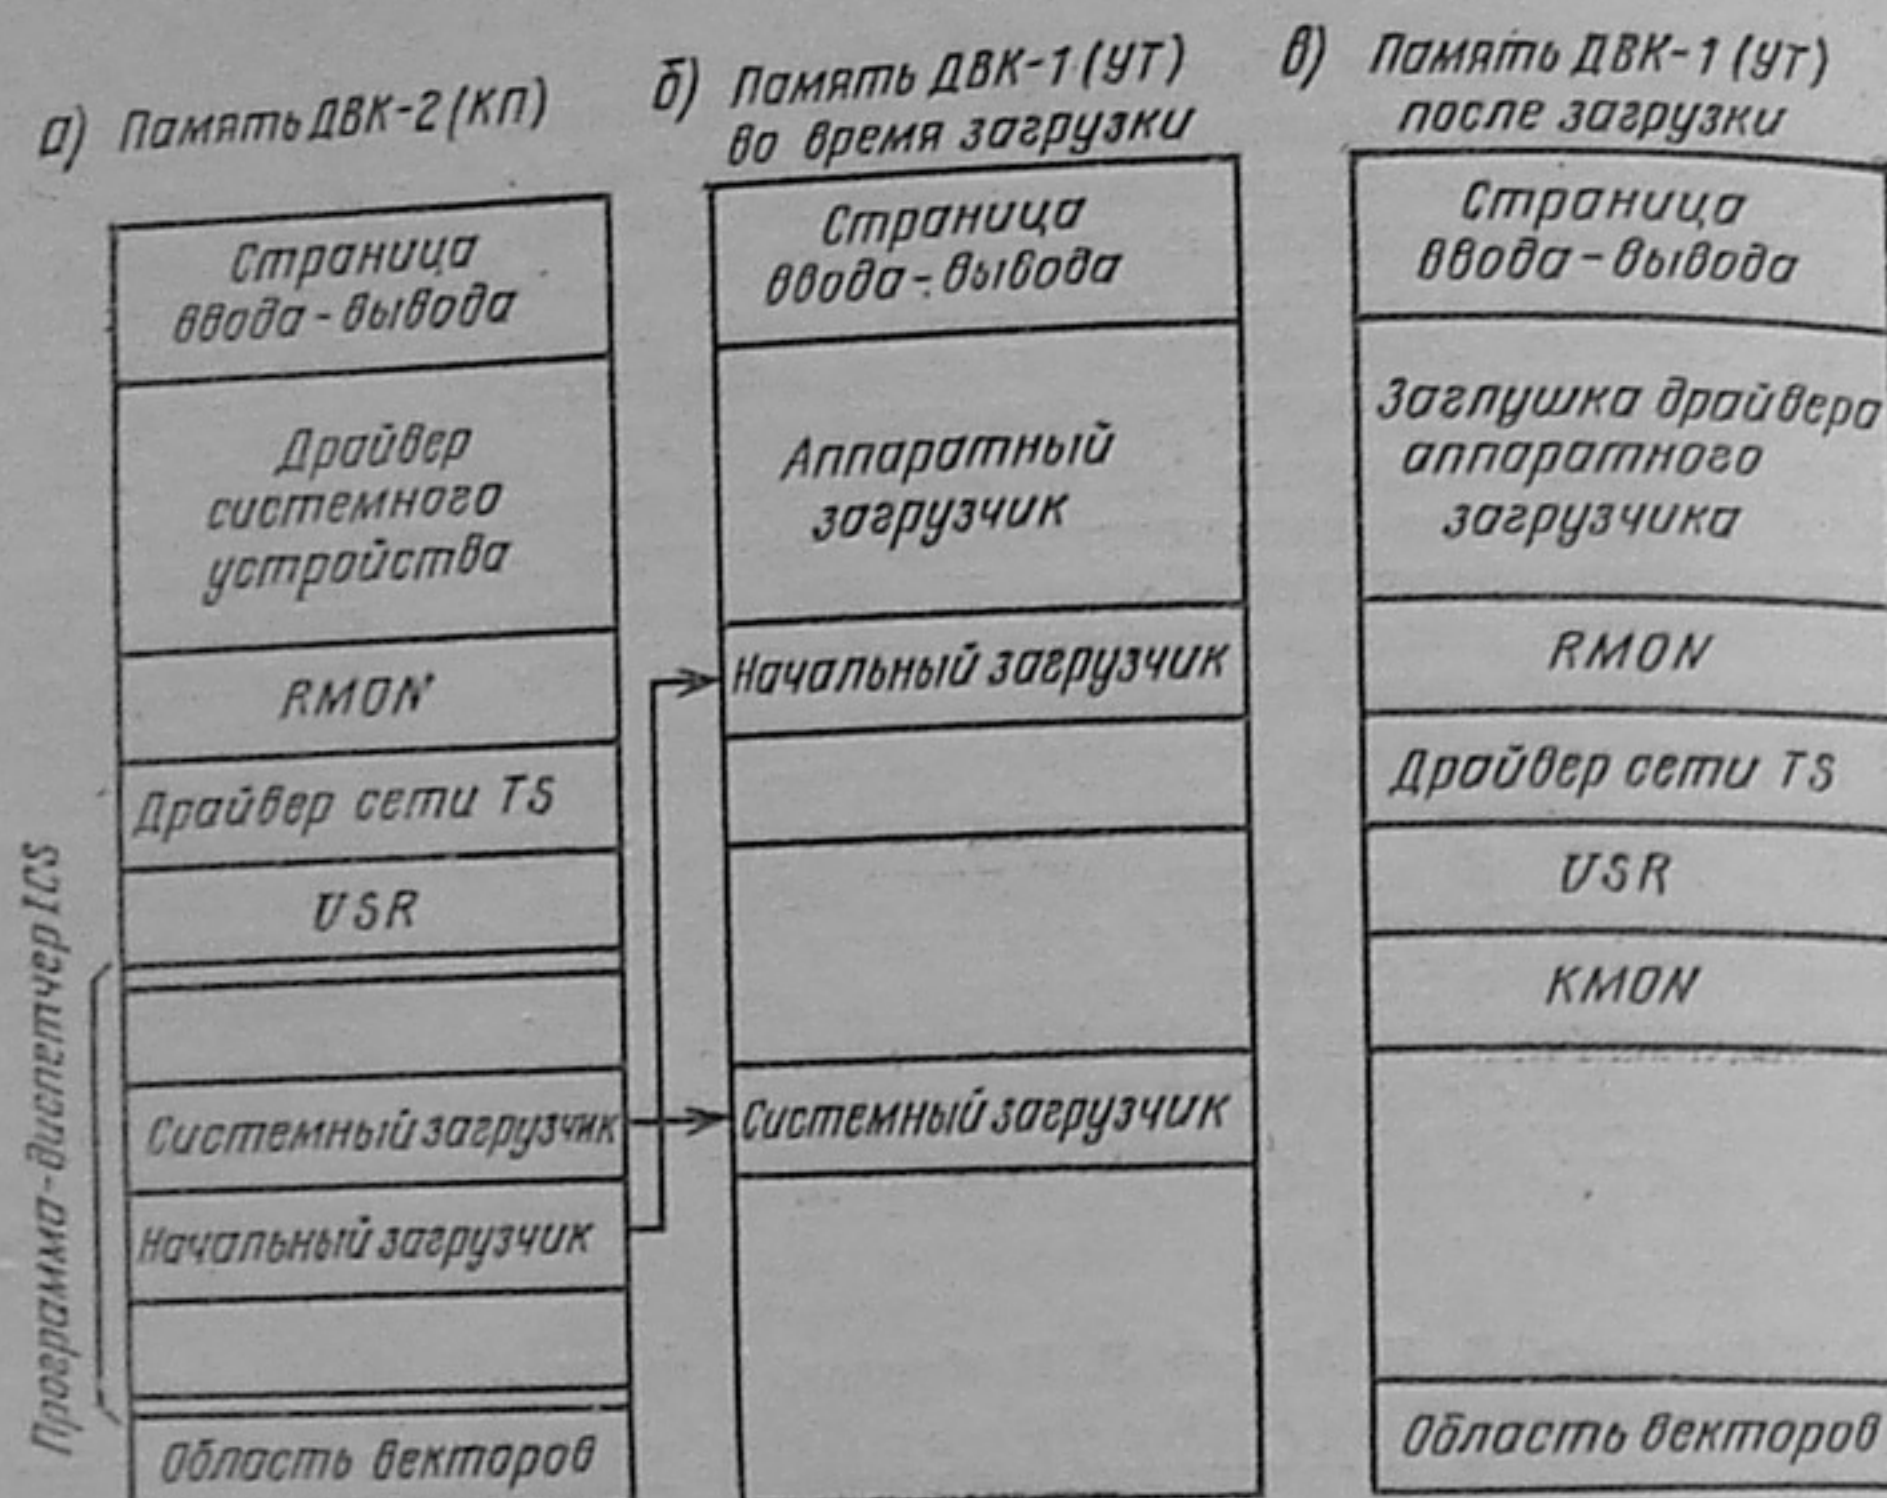 а) Память ДВК-2 (КП)
Страница
ввода-вывода
Драйвер
системного
устройства
RMON
Драйвер сети TS
USR
Системный загрузчик
Начальный загрузчик
Область векторов
Программа-диспетчер ICS
б) Память ДВК-1 (УТ)
во время загрузки
Страница
ввода-вывода
Аппаратный
загрузчик
Начальный загрузчик
Системный загрузчик
в) Память ДВК-1 (УТ)
после загрузки
Страница
ввода-вывода
Заглушка драйвера
аппаратного
загрузчика
RMON
Драйвер сети TS
USR
KMON
Область векторов